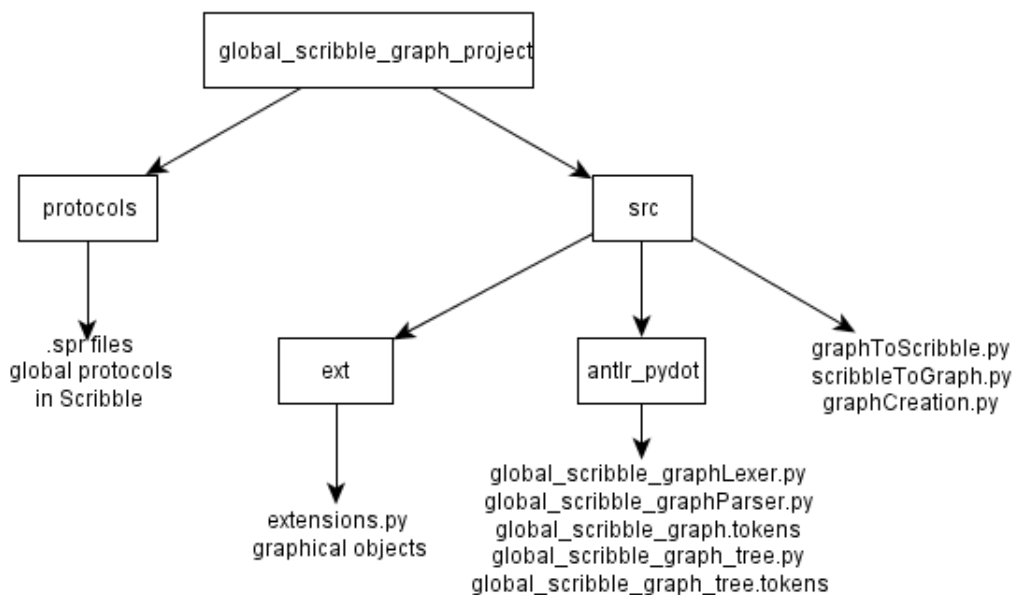 global_scribble_graph_project
protocols
src
.spr files
global protocols
in Scribble
ext
antlr_pydot
graphToScribble.py
scribbleToGraph.py
graphCreation.py
extensions.py
graphical objects
global_scribble_graphLexer.py
global_scribble_graphParser.py
global_scribble_graph.tokens
global_scribble_graph_tree.py
global_scribble_graph_tree.tokens